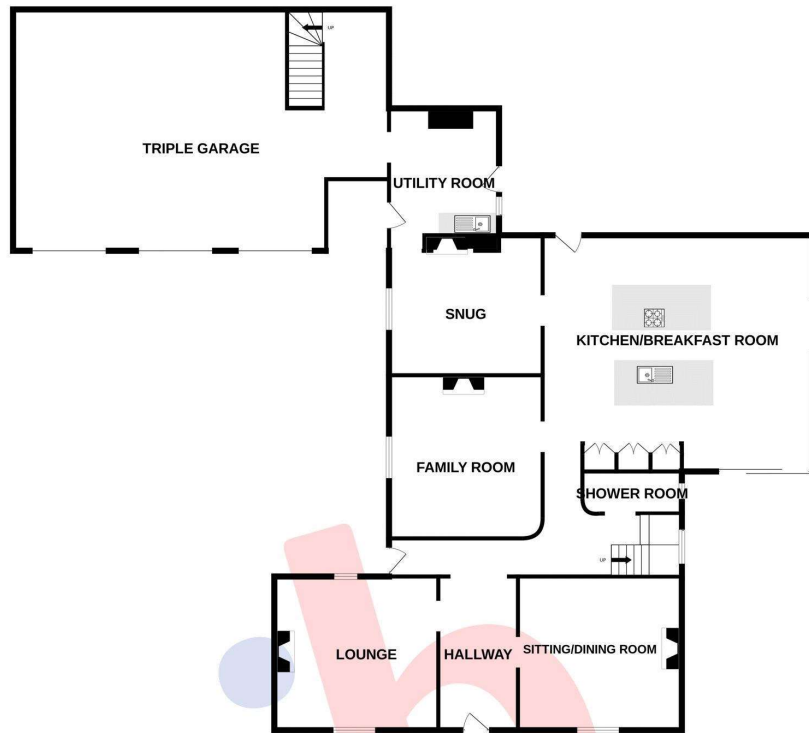 UP
TRIPLE GARAGE
UTILITY ROOM
SNUG
KITCHEN/BREAKFAST ROOM
FAMILY ROOM
SHOWER ROOM
UP
LOUNGE
HALLWAY
SITTING/DINING ROOM